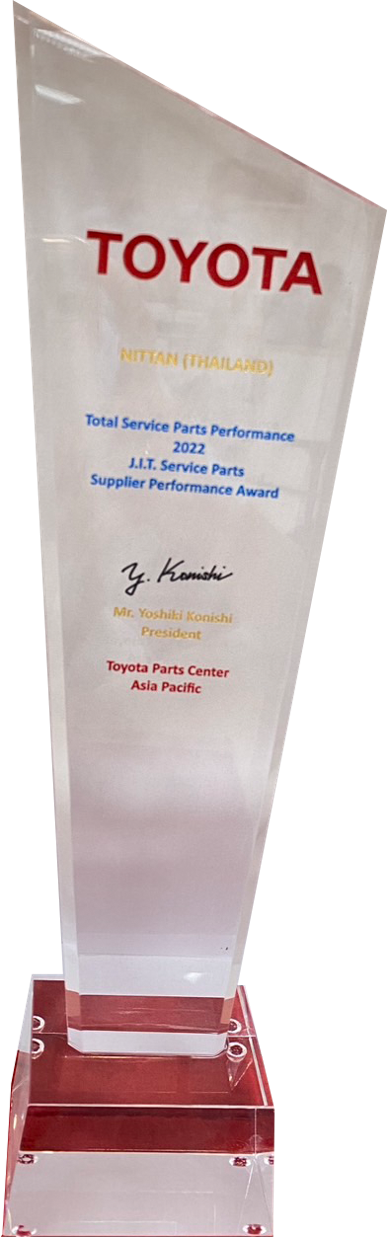 TOYOTA
NITTAN (THAILAND)
Total Service Parts Performance
2022
J.I.T. Service Parts
Supplier Performance Award
Y. Konishi
Mr. Yoshiki Konishi
President
Toyota Parts Center
Asia Pacific